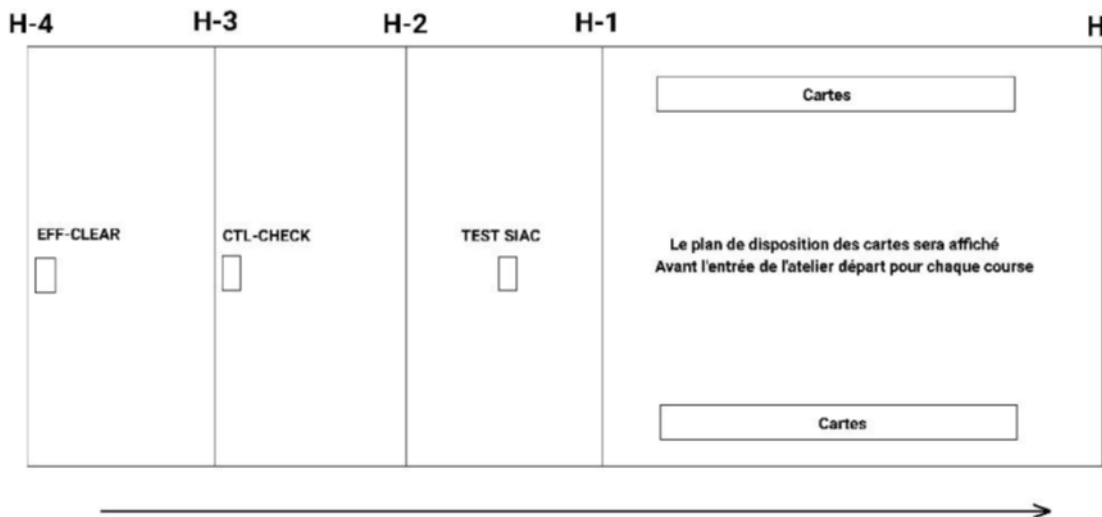 H-4
H-3
H-2
H-1
H
Cartes
EFF-CLEAR
CTL-CHECK
TEST SIAC
Le plan de disposition des cartes sera affiché
Avant l'entrée de l'atelier départ pour chaque course
Cartes